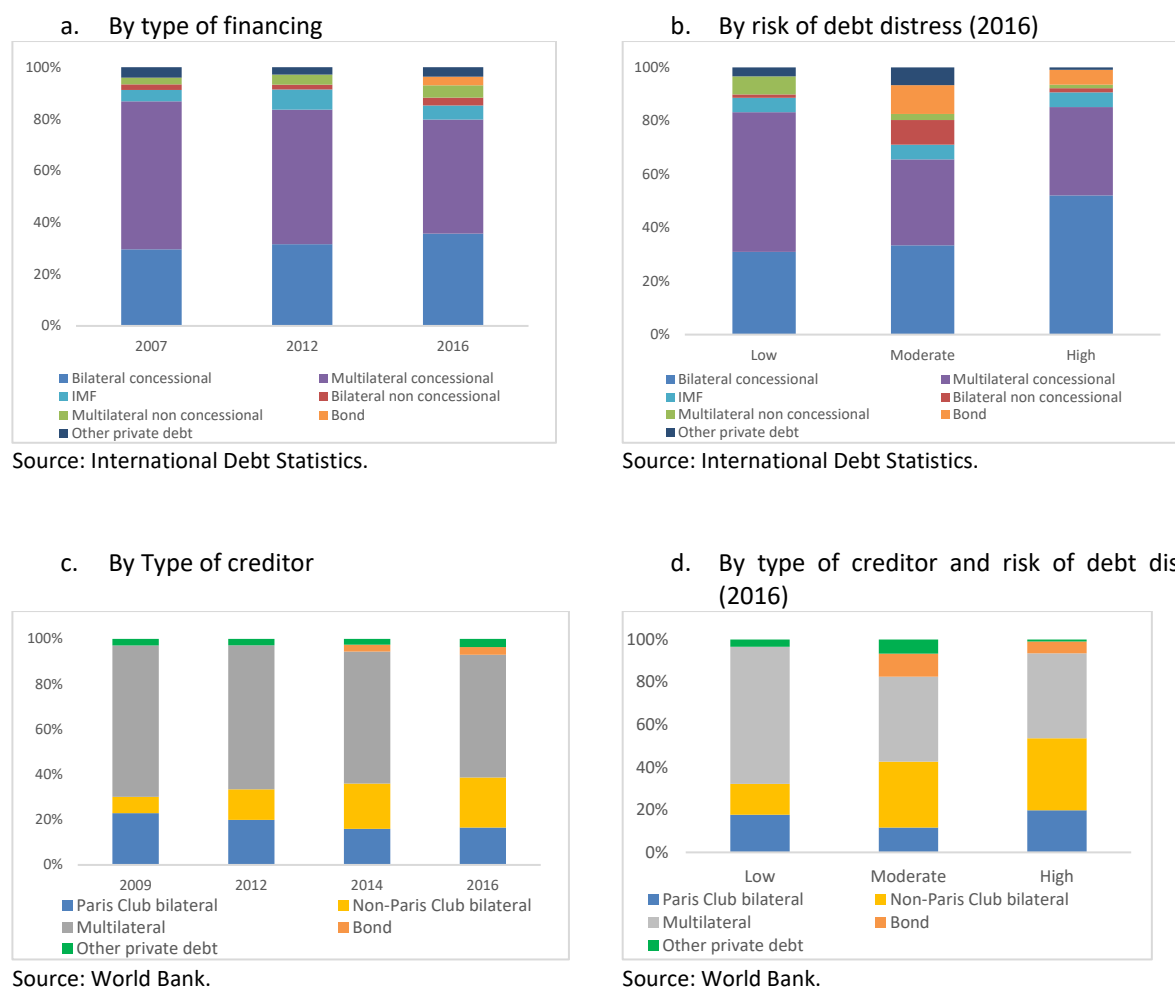 a. By type of financing
100%
80%
60%
40%
20%
0%
2007 2012 2016
Bilateral concessional Multilateral concessional
IMF Bilateral non concessional
Multilateral non concessional Bond
Other private debt
Source: International Debt Statistics.
b. By risk of debt distress (2016)
100%
80%
60%
40%
20%
0%
Low Moderate High
Bilateral concessional Multilateral concessional
IMF Bilateral non concessional
Multilateral non concessional Bond
Other private debt
Source: International Debt Statistics.
c. By Type of creditor
100%
80%
60%
40%
20%
0%
2009 2012 2014 2016
Paris Club bilateral Non-Paris Club bilateral
Multilateral Bond
Other private debt
Source: World Bank.
d. By type of creditor and risk of debt dis
(2016)
100%
80%
60%
40%
20%
0%
Low Moderate High
Paris Club bilateral Non-Paris Club bilateral
Multilateral Bond
Other private debt
Source: World Bank.